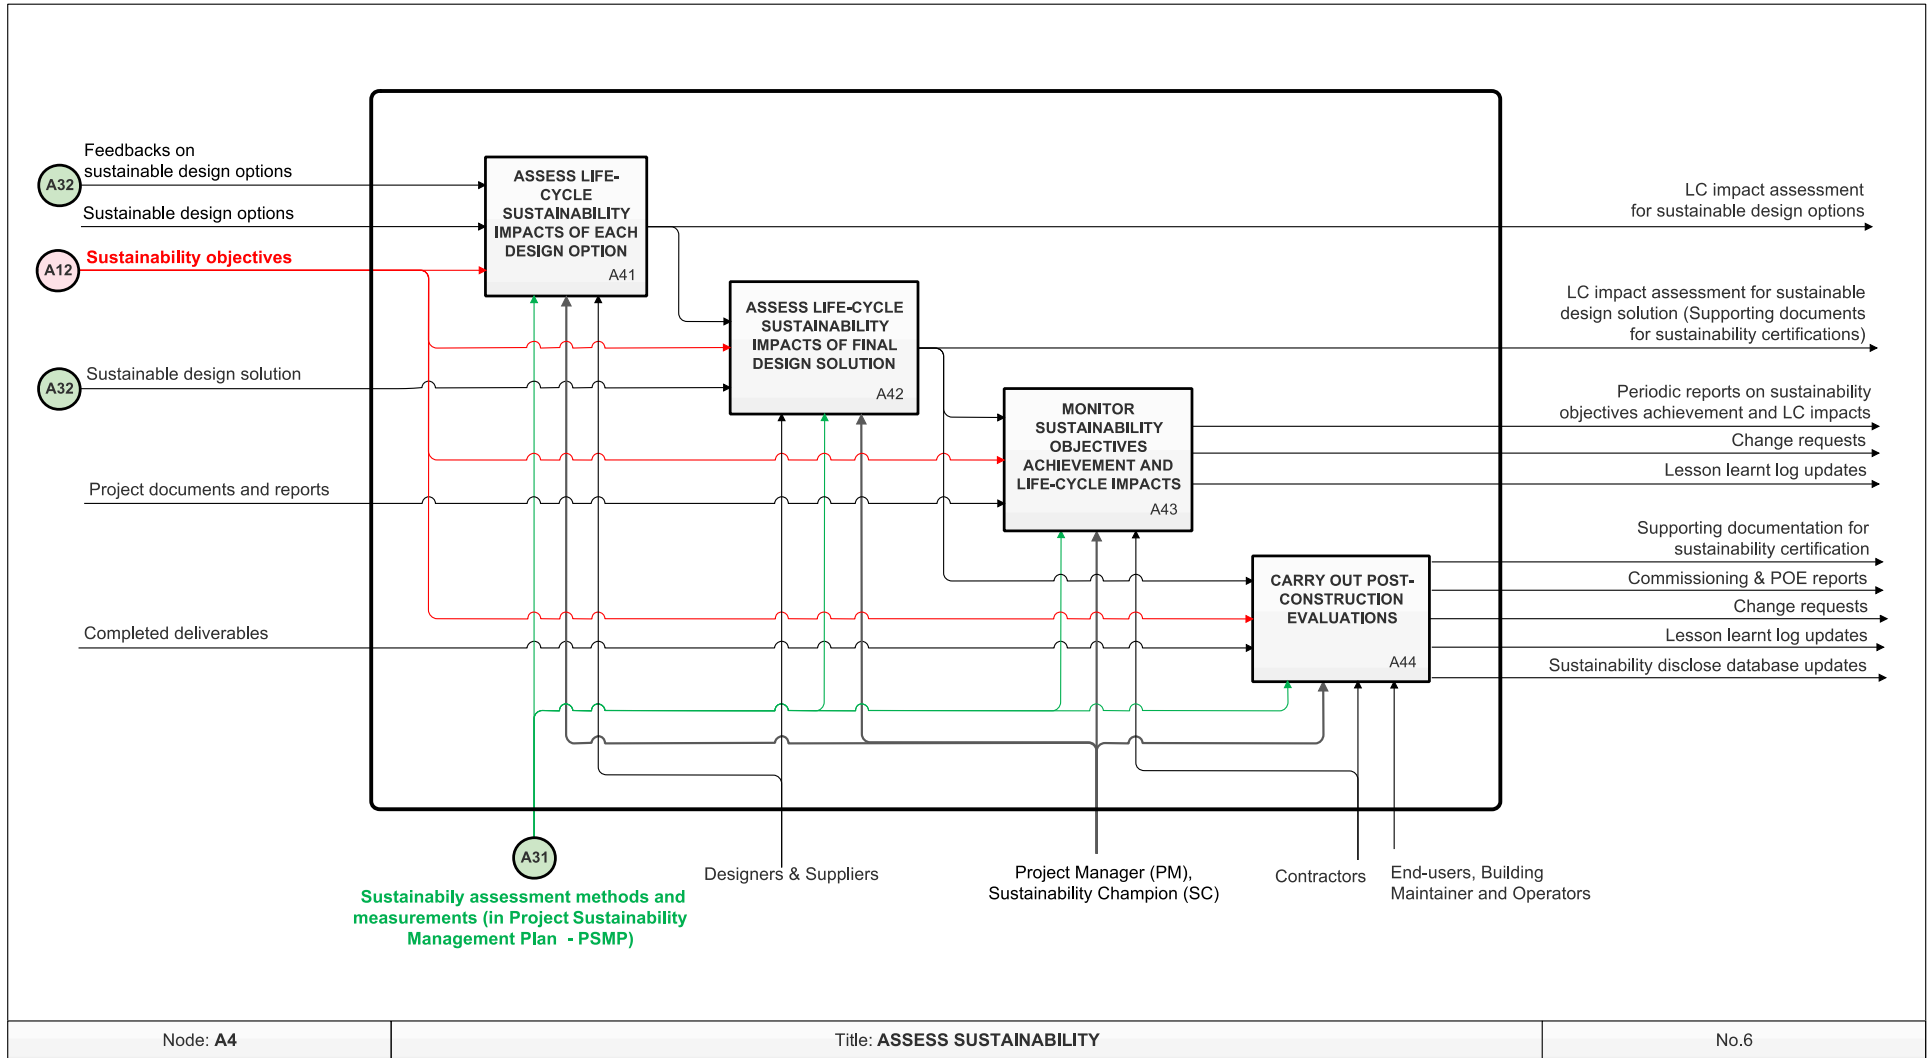 Feedbacks on
sustainable design options
A32
Sustainable design options
A12
Sustainability objectives
A32
Sustainable design solution
Project documents and reports
Completed deliverables
ASSESS LIFE-
CYCLE
SUSTAINABILITY
IMPACTS OF EACH
DESIGN OPTION
A41
ASSESS LIFE-CYCLE
SUSTAINABILITY
IMPACTS OF FINAL
DESIGN SOLUTION
A42
MONITOR
SUSTAINABILITY
OBJECTIVES
ACHIEVEMENT AND
LIFE-CYCLE IMPACTS
A43
CARRY OUT POST-
CONSTRUCTION
EVALUATIONS
A44
LC impact assessment
for sustainable design options
LC impact assessment for sustainable
design solution (Supporting documents
for sustainability certifications)
Periodic reports on sustainability
objectives achievement and LC impacts
Change requests
Lesson learnt log updates
Supporting documentation for
sustainability certification
Commissioning & POE reports
Change requests
Lesson learnt log updates
Sustainability disclose database updates
A31
Sustainabily assessment methods and
measurements (in Project Sustainability
Management Plan - PSMP)
Designers & Suppliers
Project Manager (PM),
Sustainability Champion (SC)
Contractors
End-users, Building
Maintainer and Operators
Node: A4
Title: ASSESS SUSTAINABILITY
No.6